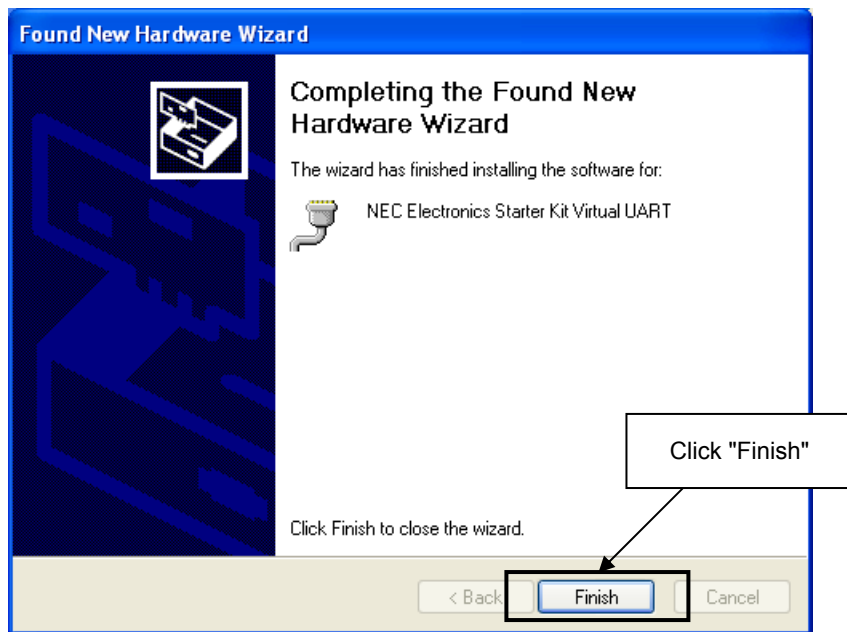 Found New Hardware Wizard
Completing the Found New
Hardware Wizard
The wizard has finished installing the software for:
NEC Electronics Starter Kit Virtual UART
Click "Finish"
Click Finish to close the wizard.
< Back Finish Cancel